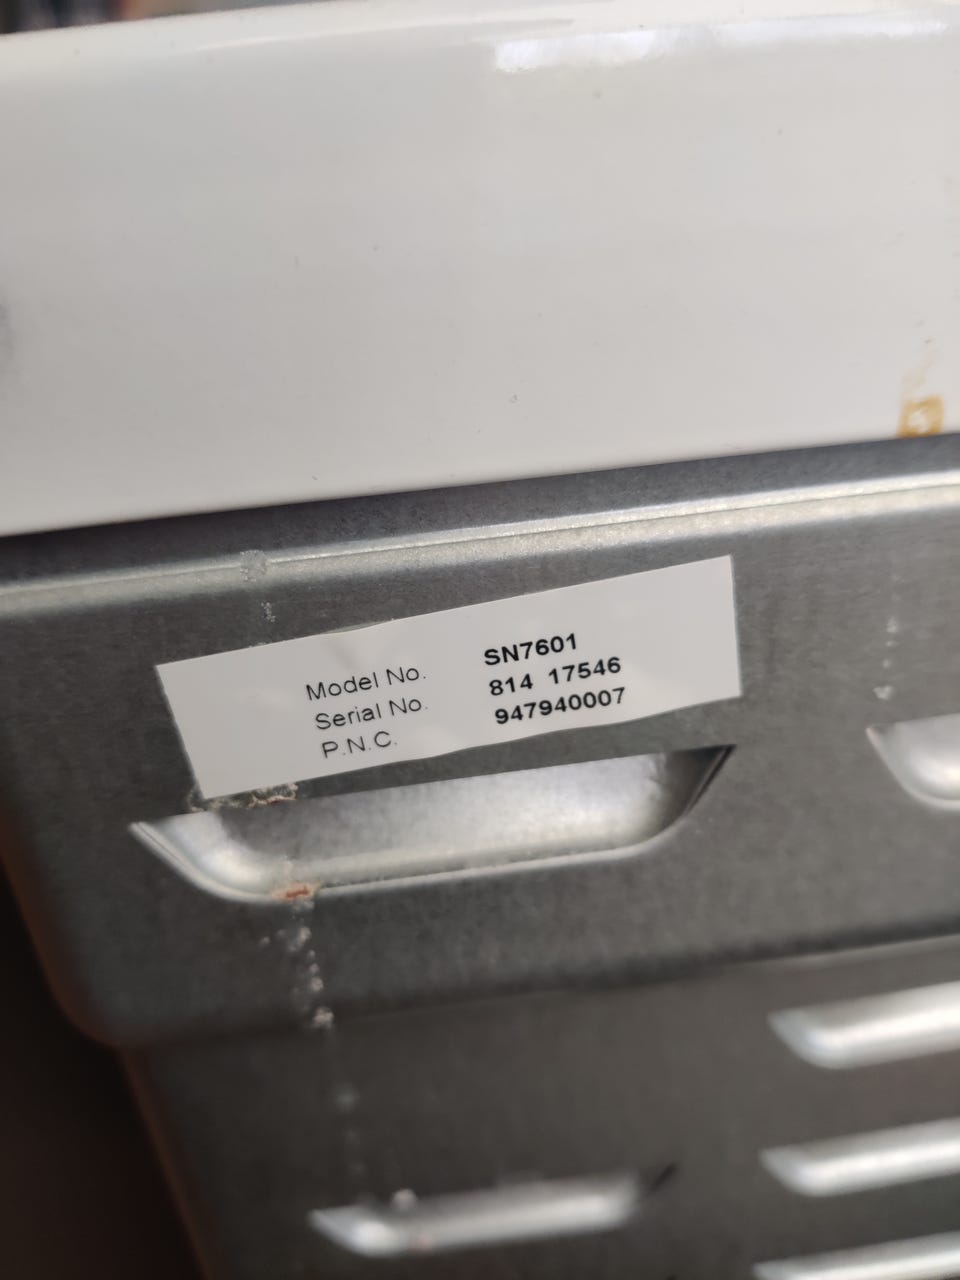 Model No. SN7601
Serial No. 814 17546
P.N.C. 947940007